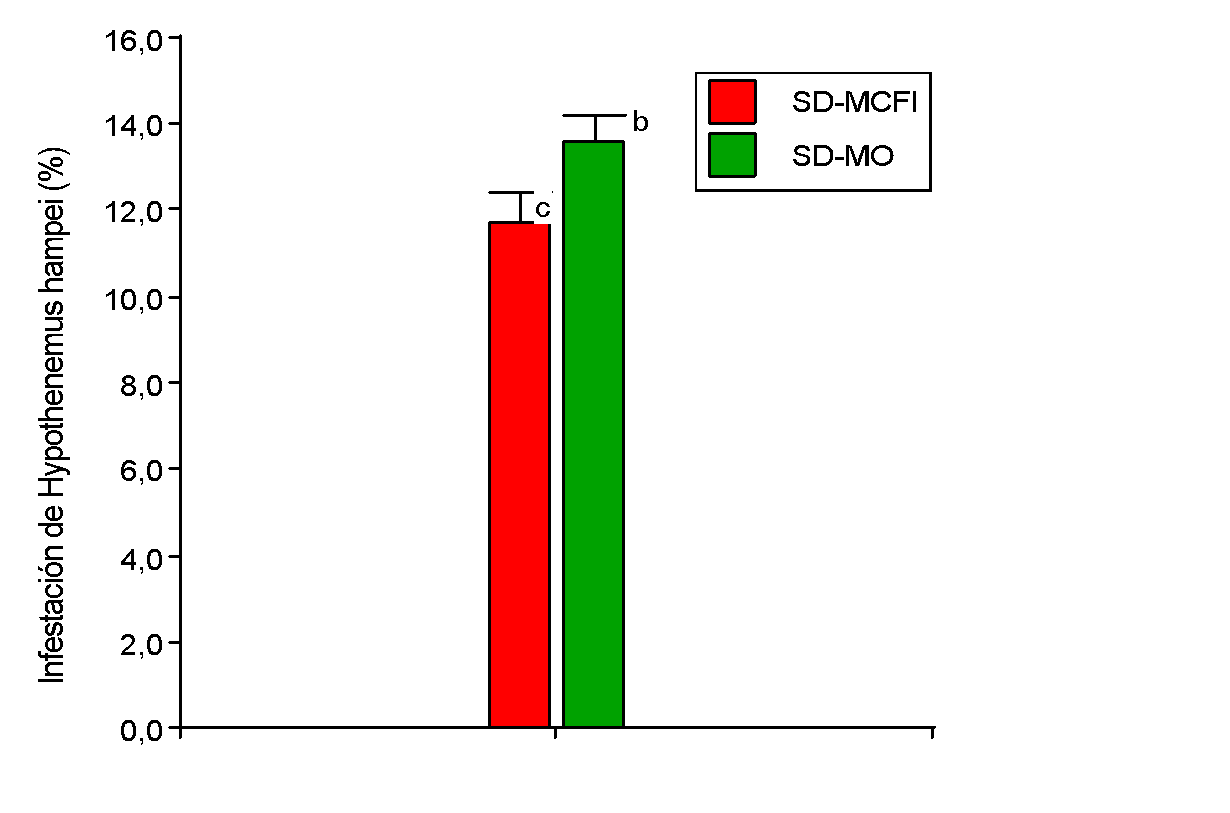 Infestación de Hypothenemus hampei (%)
16,0
14,0
12,0
10,0
8,0
6,0
4,0
2,0
0,0
c
b
SD-MCFI
SD-MO